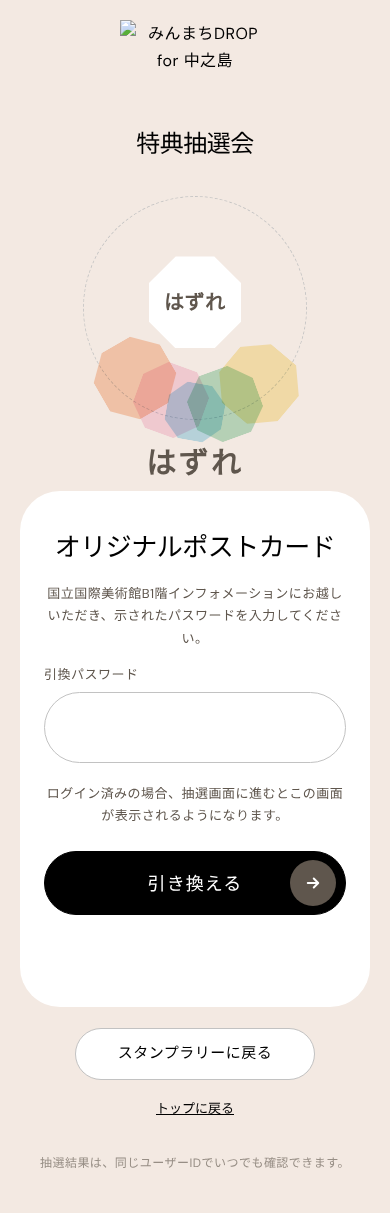 みんまちDROP
for 中之島
特典抽選会
はずれ
はずれ
オリジナルポストカード
国立国際美術館B1階インフォメーションにお越し
いただき、示されたパスワードを入力してくださ
い。
引換パスワード
ログイン済みの場合、抽選画面に進むとこの画面
が表示されるようになります。
引き換える
スタンプラリーに戻る
トップに戻る
抽選結果は、同じユーザーIDでいつでも確認できます。